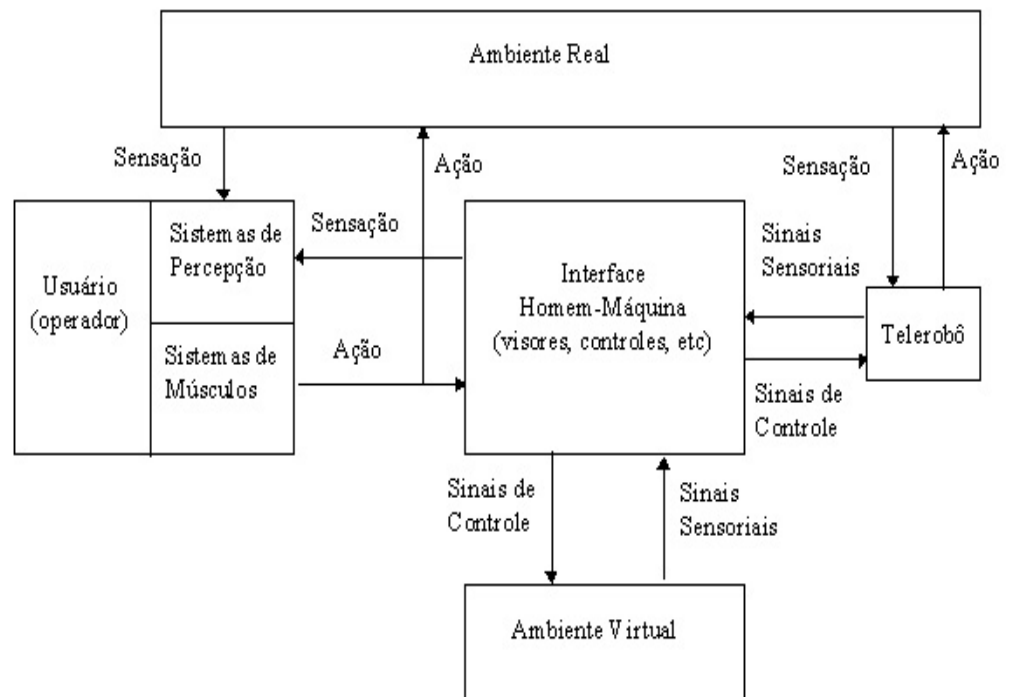 Ambiente Real
Sensação
Ação
Sensação
Ação
Usuário
(operador)
Sistemas de
Percepção
Sistemas de
Músculos
Sensação
Ação
Interface
Homem-Máquina
(visores, controles, etc)
Sinais
Sensoriais
Telerobô
Sinais de
Controle
Sinais de
Controle
Sinais
Sensoriais
Ambiente Virtual